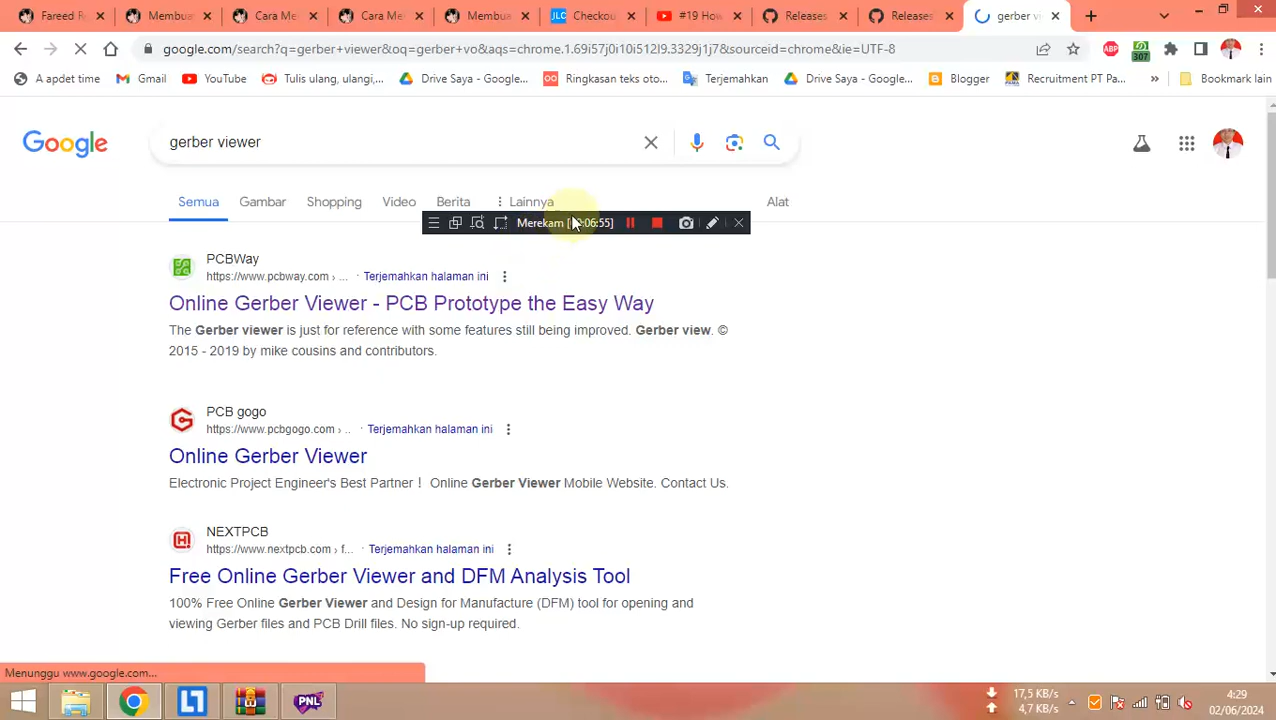 Fareed R
Membua
Cara Me
Cara Me
Membua
Checkou
#19 How
Releases
Releases
gerber vi
google.com/search?q=gerber+viewer&oq=gerber+vo&aqs=chrome.1.69i57j0i10i512l9.3329j1j7&sourceid=chrome&ie=UTF-8
A apdet time
Gmail
YouTube
Tulis ulang, ulangi,...
Drive Saya - Google...
Ringkasan teks oto...
Terjemahkan
Drive Saya - Google...
Blogger
Recruitment PT Pa...
»
Bookmark lain
Google
gerber viewer
Semua
Gambar
Shopping
Video
Berita
Lainnya
Alat
PCBWay
https://www.pcbway.com › ... · Terjemahkan halaman ini
Online Gerber Viewer - PCB Prototype the Easy Way
The Gerber viewer is just for reference with some features still being improved. Gerber view. ©
2015 - 2019 by mike cousins and contributors.
PCB gogo
https://www.pcbgogo.com › .. · Terjemahkan halaman ini
Online Gerber Viewer
Electronic Project Engineer's Best Partner！ Online Gerber Viewer Mobile Website. Contact Us.
NEXTPCB
https://www.nextpcb.com › f... · Terjemahkan halaman ini
Free Online Gerber Viewer and DFM Analysis Tool
100% Free Online Gerber Viewer and Design for Manufacture (DFM) tool for opening and
viewing Gerber files and PCB Drill files. No sign-up required.
Menunggu www.google.com...
JLC
ABP
307
Merekam
06:55]
PNL
17,5 KB/s
4,7 KB/s
4:29
02/06/2024